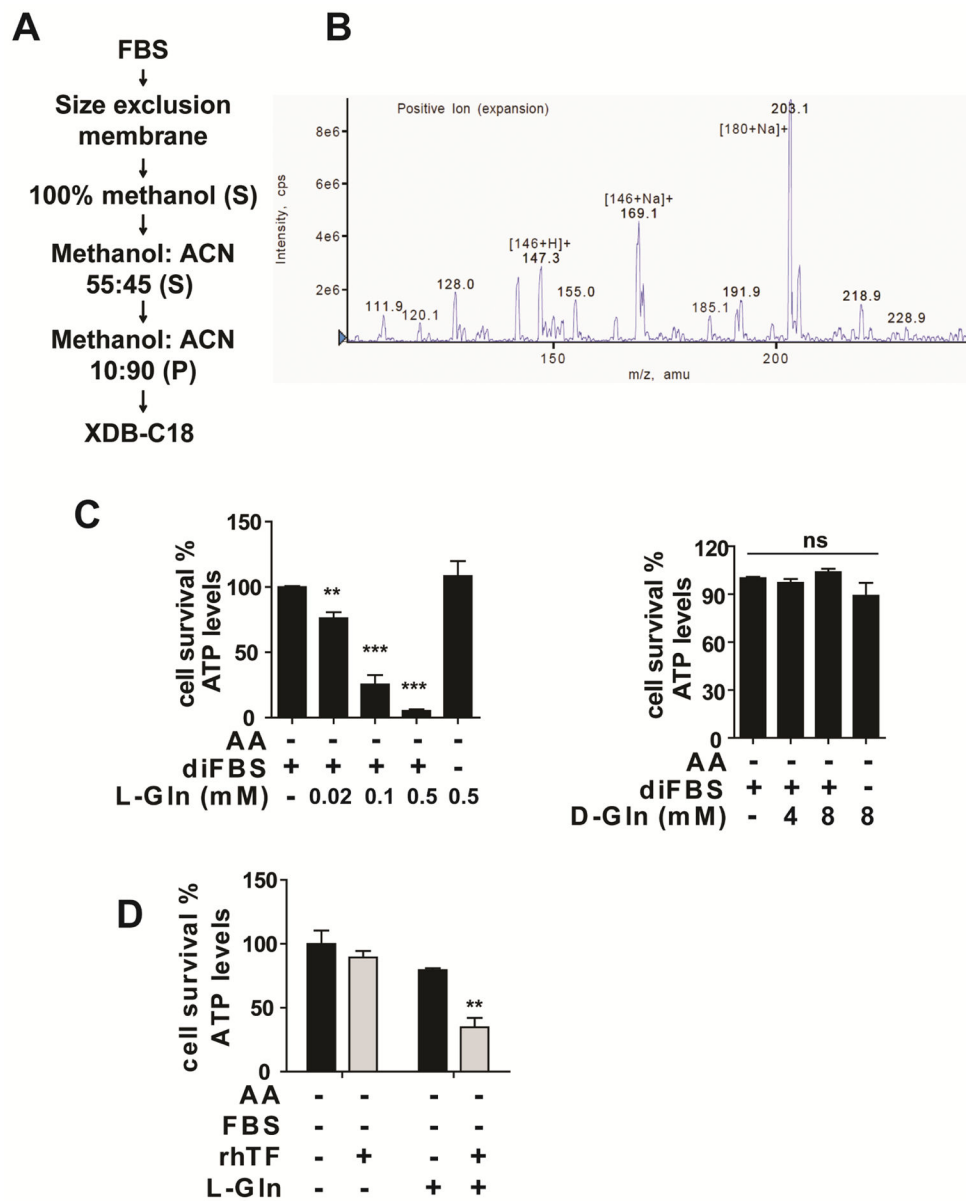 A
FBS
Size exclusion
membrane
100% methanol (S)
Methanol: ACN
55:45 (S)
Methanol: ACN
10:90 (P)
XDB-C18
B
Positive Ion (expansion)
Intensity, cps
8e6
6e6
4e6
2e6
111.9
120.1
128.0
[146+H]+
147.3
155.0
[146+Na]+
169.1
185.1
191.9
[180+Na]+
203.1
218.9
228.9
150
200
m/z, amu
C
cell survival %
ATP levels
150
100
50
0
**
***
***
AA - - - - -
diFBS + + + + -
L-Gln (mM) - 0.02 0.1 0.5 0.5
cell survival %
ATP levels
120
90
60
30
0
ns
AA - - - -
diFBS + + + -
D-Gln (mM) - 4 8 8
D
cell survival %
ATP levels
150
100
50
0
**
AA - - - -
FBS - - - -
rhTF - + - +
L-Gln - - + +